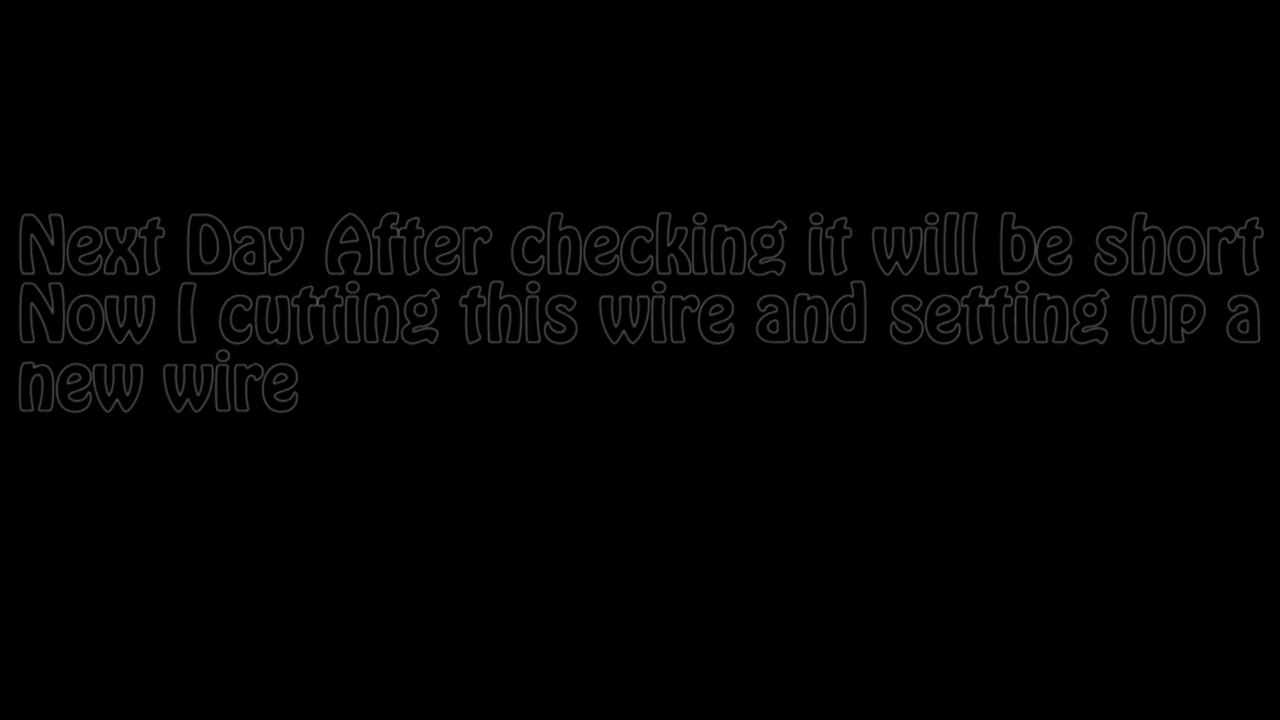 Next Day After checking it will be short
Now I cutting this wire and setting up a
new wire